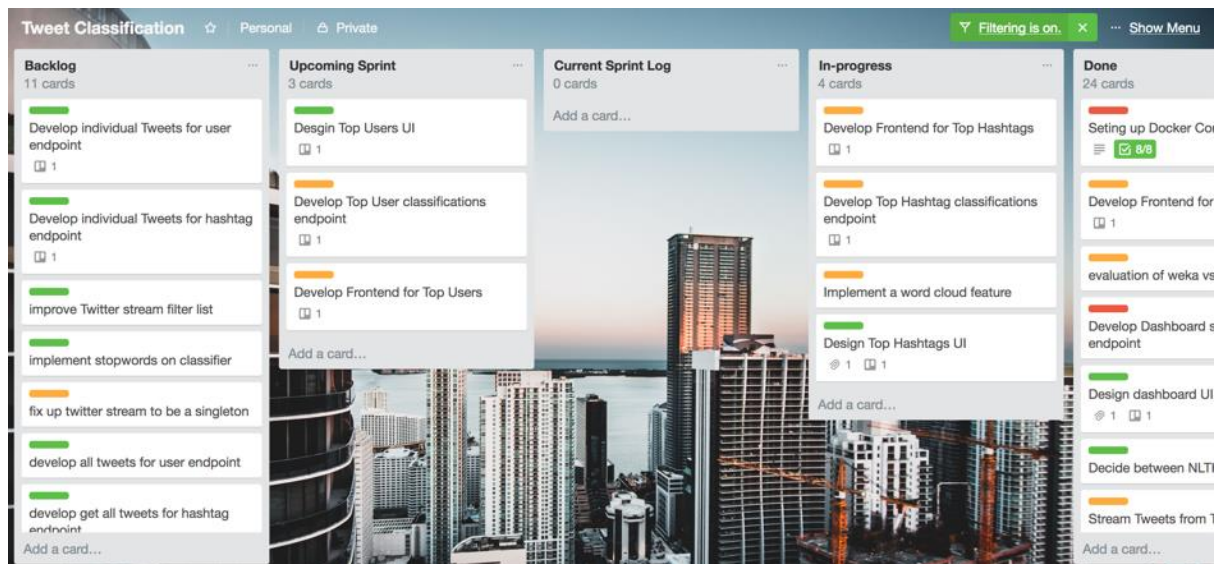 Tweet Classification Personal Private Filtering is on. × ... Show Menu
Backlog ...
11 cards
Develop individual Tweets for user
endpoint
1
Develop individual Tweets for hashtag
endpoint
1
improve Twitter stream filter list
implement stopwords on classifier
fix up twitter stream to be a singleton
develop all tweets for user endpoint
develop get all tweets for hashtag
endpoint
Add a card...
Upcoming Sprint ...
3 cards
Desgin Top Users UI
1
Develop Top User classifications
endpoint
1
Develop Frontend for Top Users
1
Add a card...
Current Sprint Log ...
0 cards
Add a card...
In-progress ...
4 cards
Develop Frontend for Top Hashtags
1
Develop Top Hashtag classifications
endpoint
1
Implement a word cloud feature
Design Top Hashtags UI
1 1
Add a card...
Done
24 cards
Seting up Docker
8/8
Develop Frontend for
1
evaluation of weka vs
Develop Dashboard
endpoint
Design dashboard UI
1 1
Decide between
Stream Tweets from
Add a card...